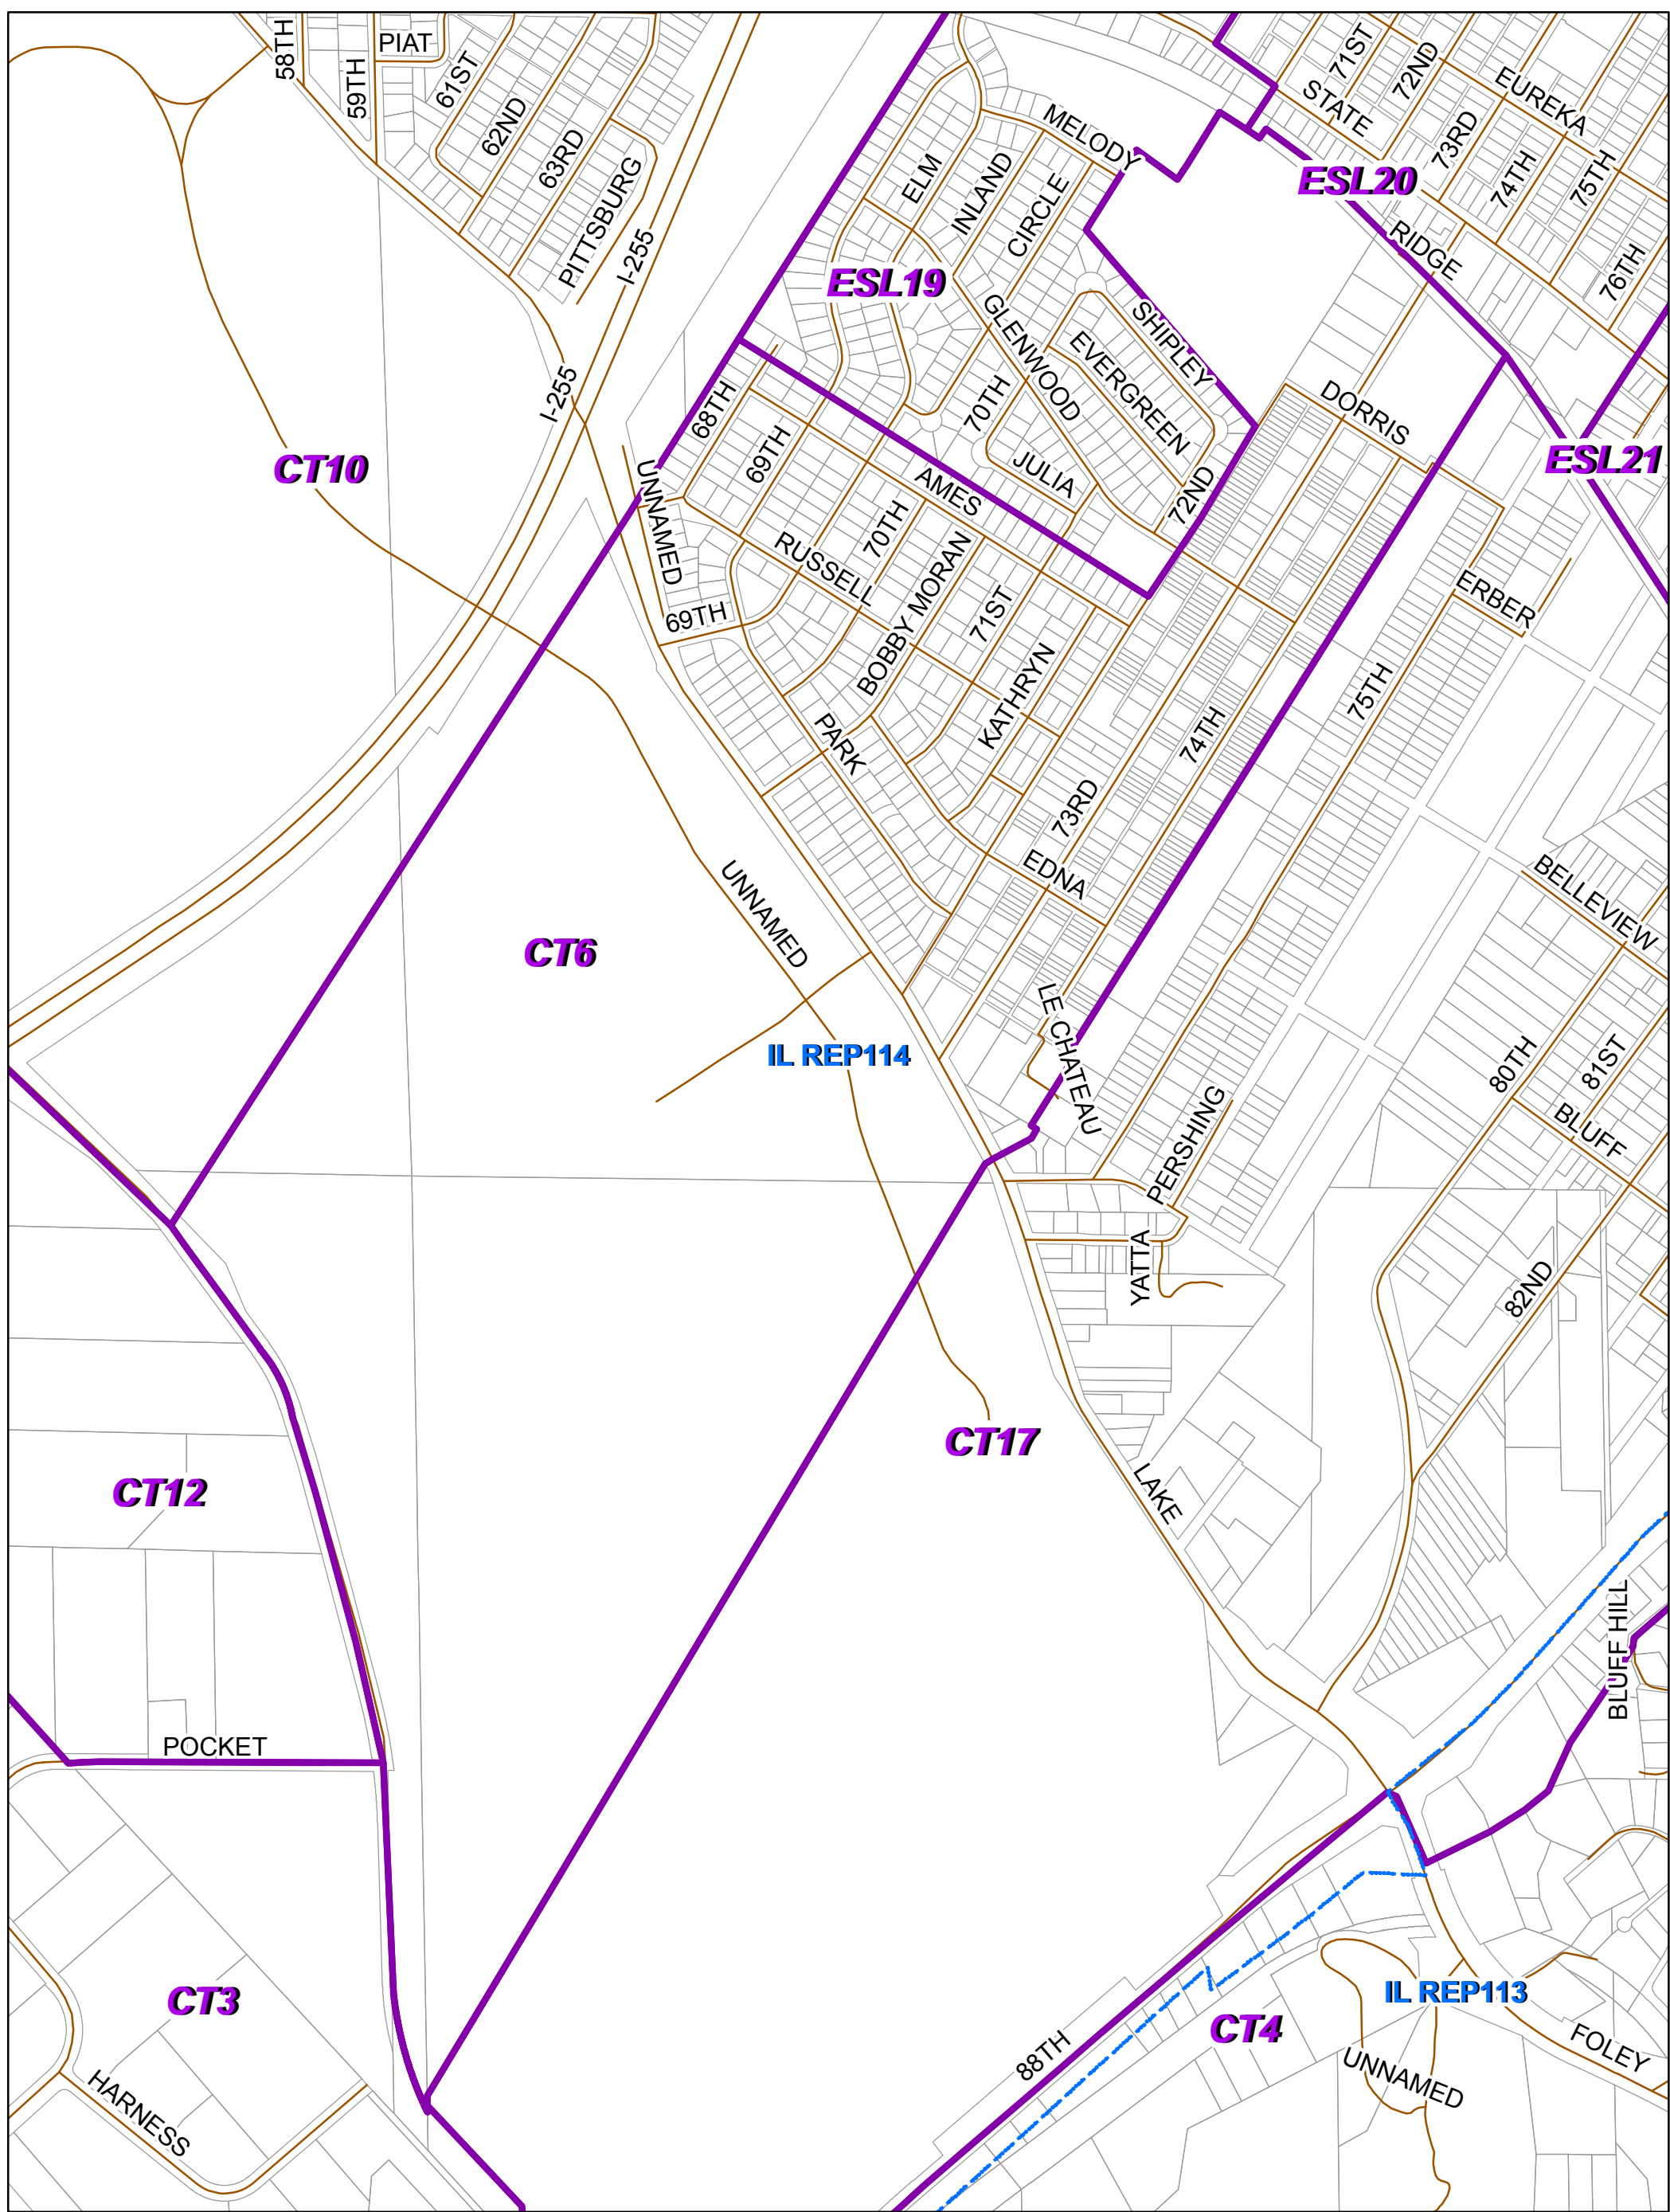 58TH
PIAT
59TH
61ST
62ND
63RD
PITTSBURG
I-255
71ST
72ND
STATE
EUREKA
73RD
74TH
75TH
76TH
MELODY
ELM
INLAND
CIRCLE
ESL20
RIDGE
ESL19
GLENWOOD
SHIPLEY
EVERGREEN
I-255
68TH
69TH
70TH
DORRIS
JULIA
72ND
AMES
ESL21
CT10
UNNAMED
RUSSELL
70TH
BOBBY MORAN
71ST
69TH
ERBER
KATHRYN
75TH
74TH
PARK
73RD
EDNA
UNNAMED
BELLEVIEW
CT6
LE CHATEAU
IL REP114
80TH
81ST
BLUFF
PERSHING
YATTA
82ND
CT17
LAKE
CT12
BLUFF HILL
POCKET
CT3
IL REP113
CT4
88TH
UNNAMED
FOLEY
HARNESS